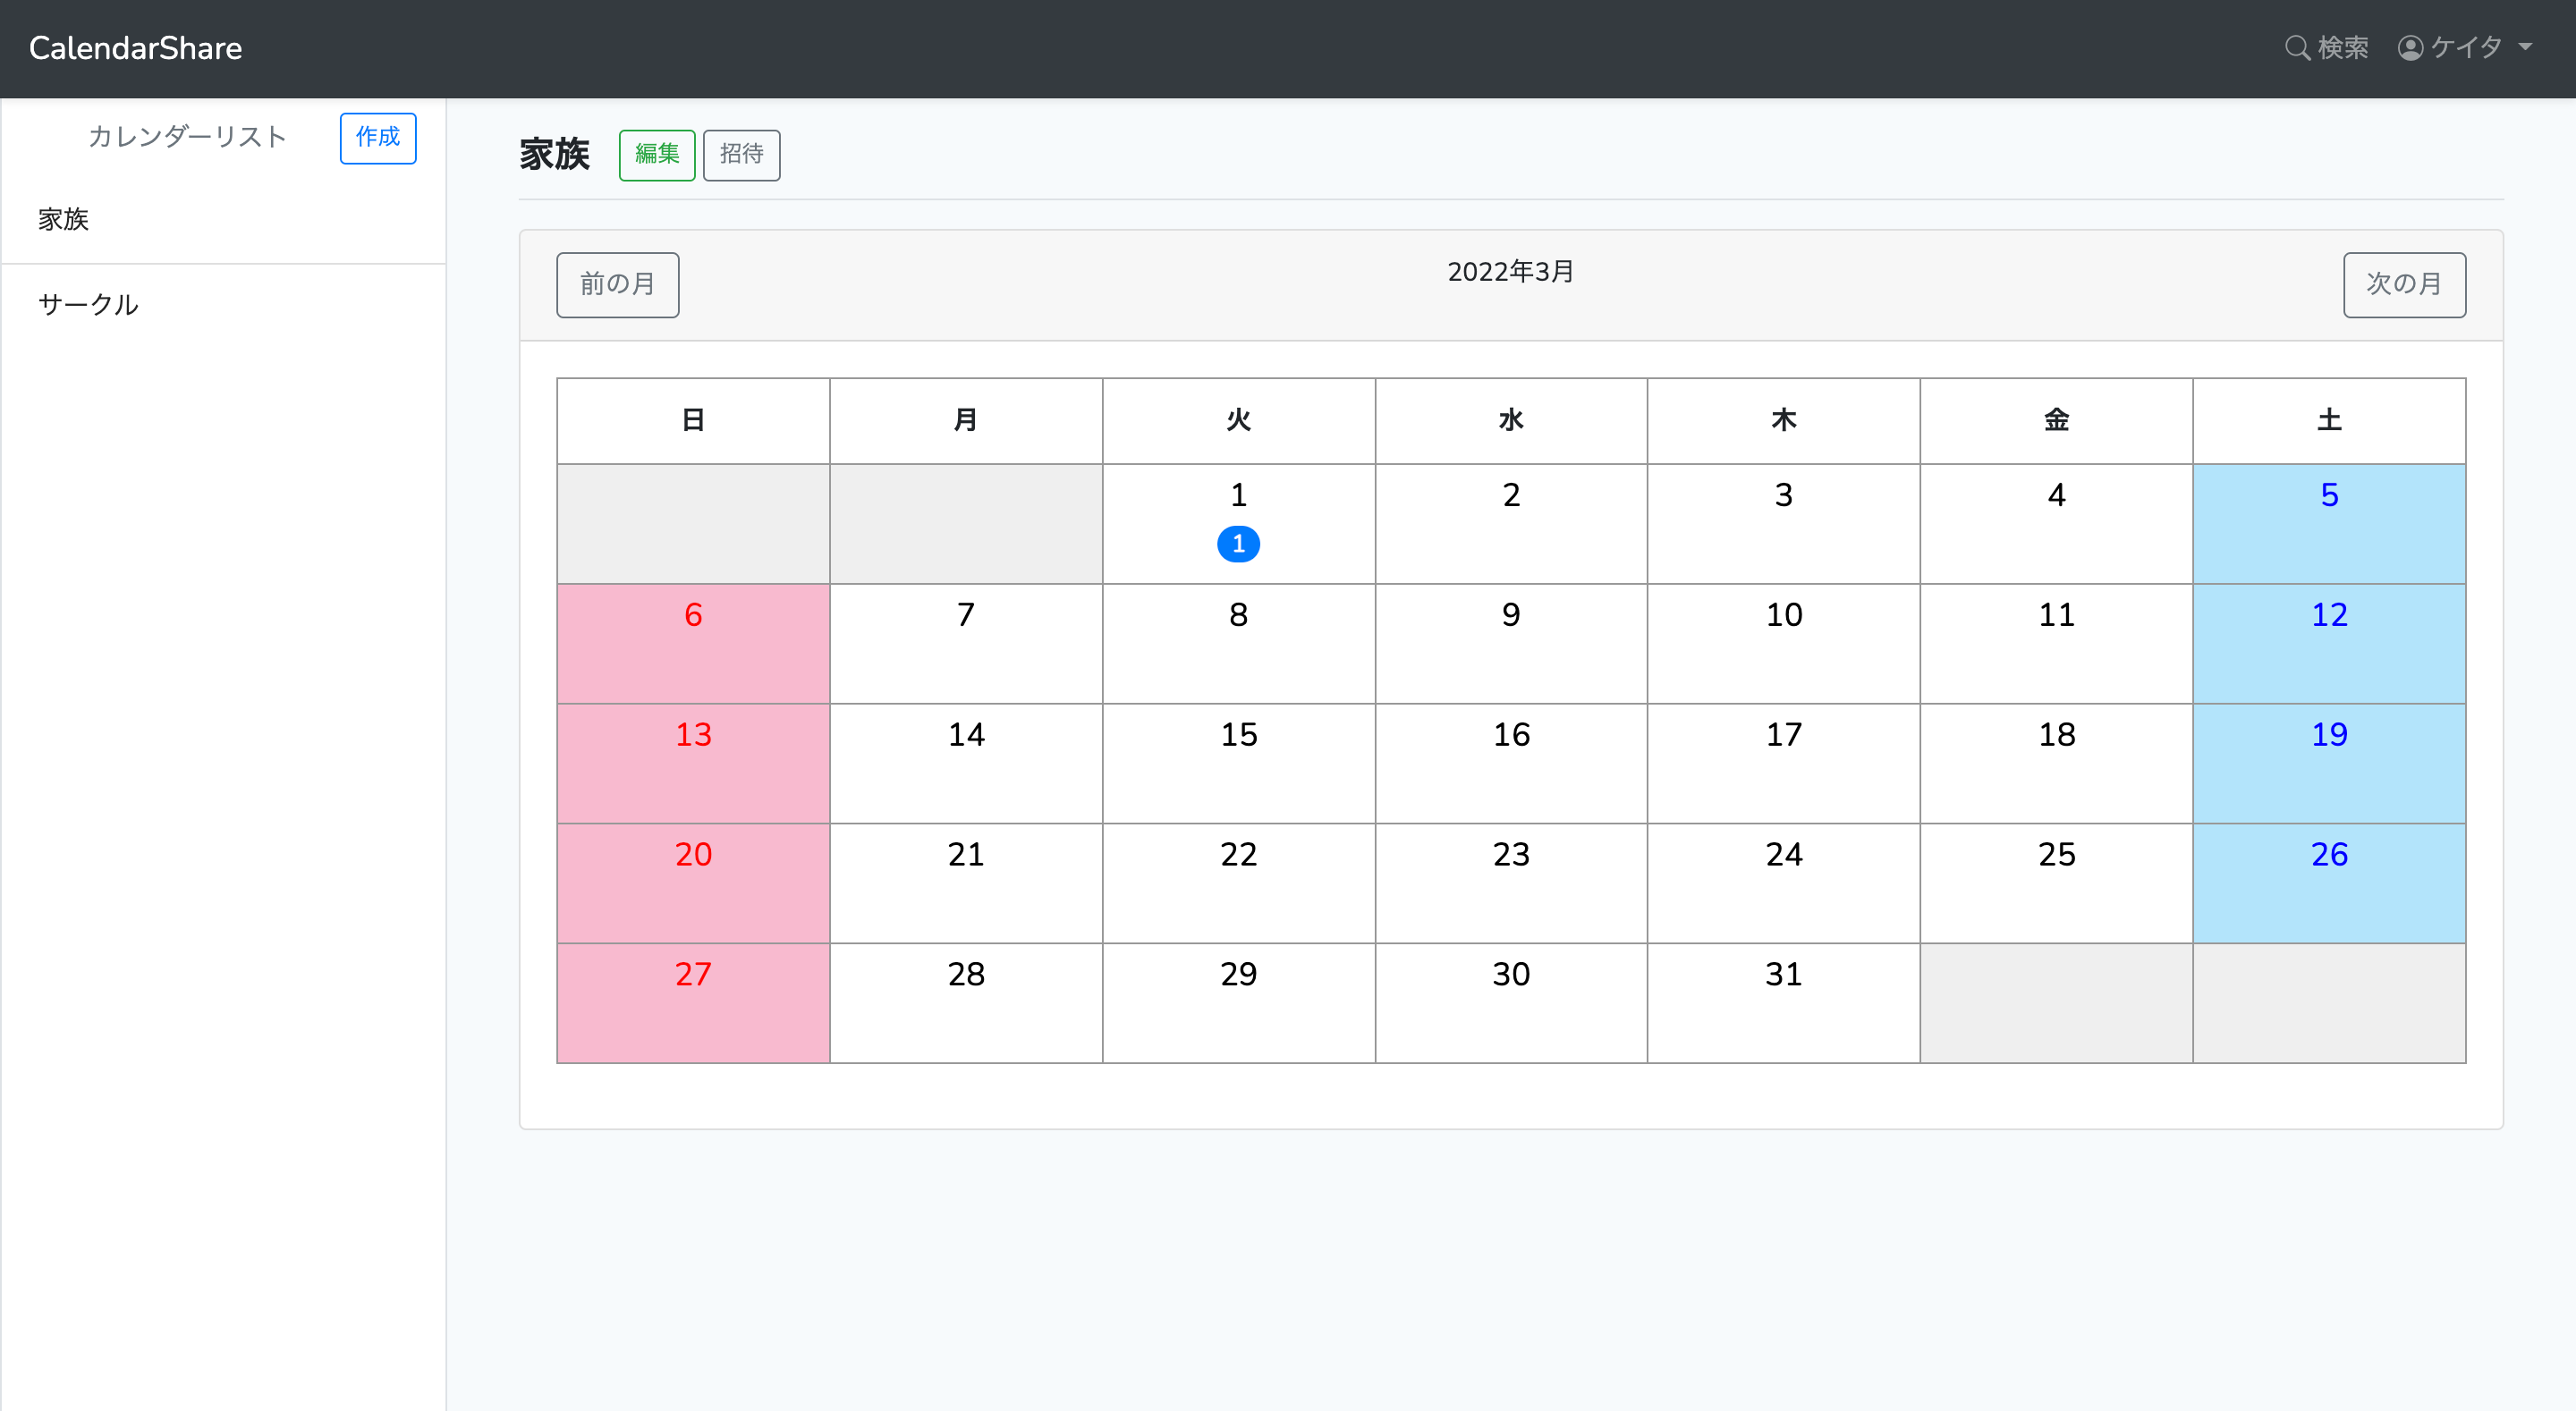 CalendarShare 検索 ケイタ
カレンダーリスト 作成
家族
サークル
家族 編集 招待
前の月 2022年3月 次の月
日 月 火 水 木 金 土
1 2 3 4 5
1
6 7 8 9 10 11 12
13 14 15 16 17 18 19
20 21 22 23 24 25 26
27 28 29 30 31